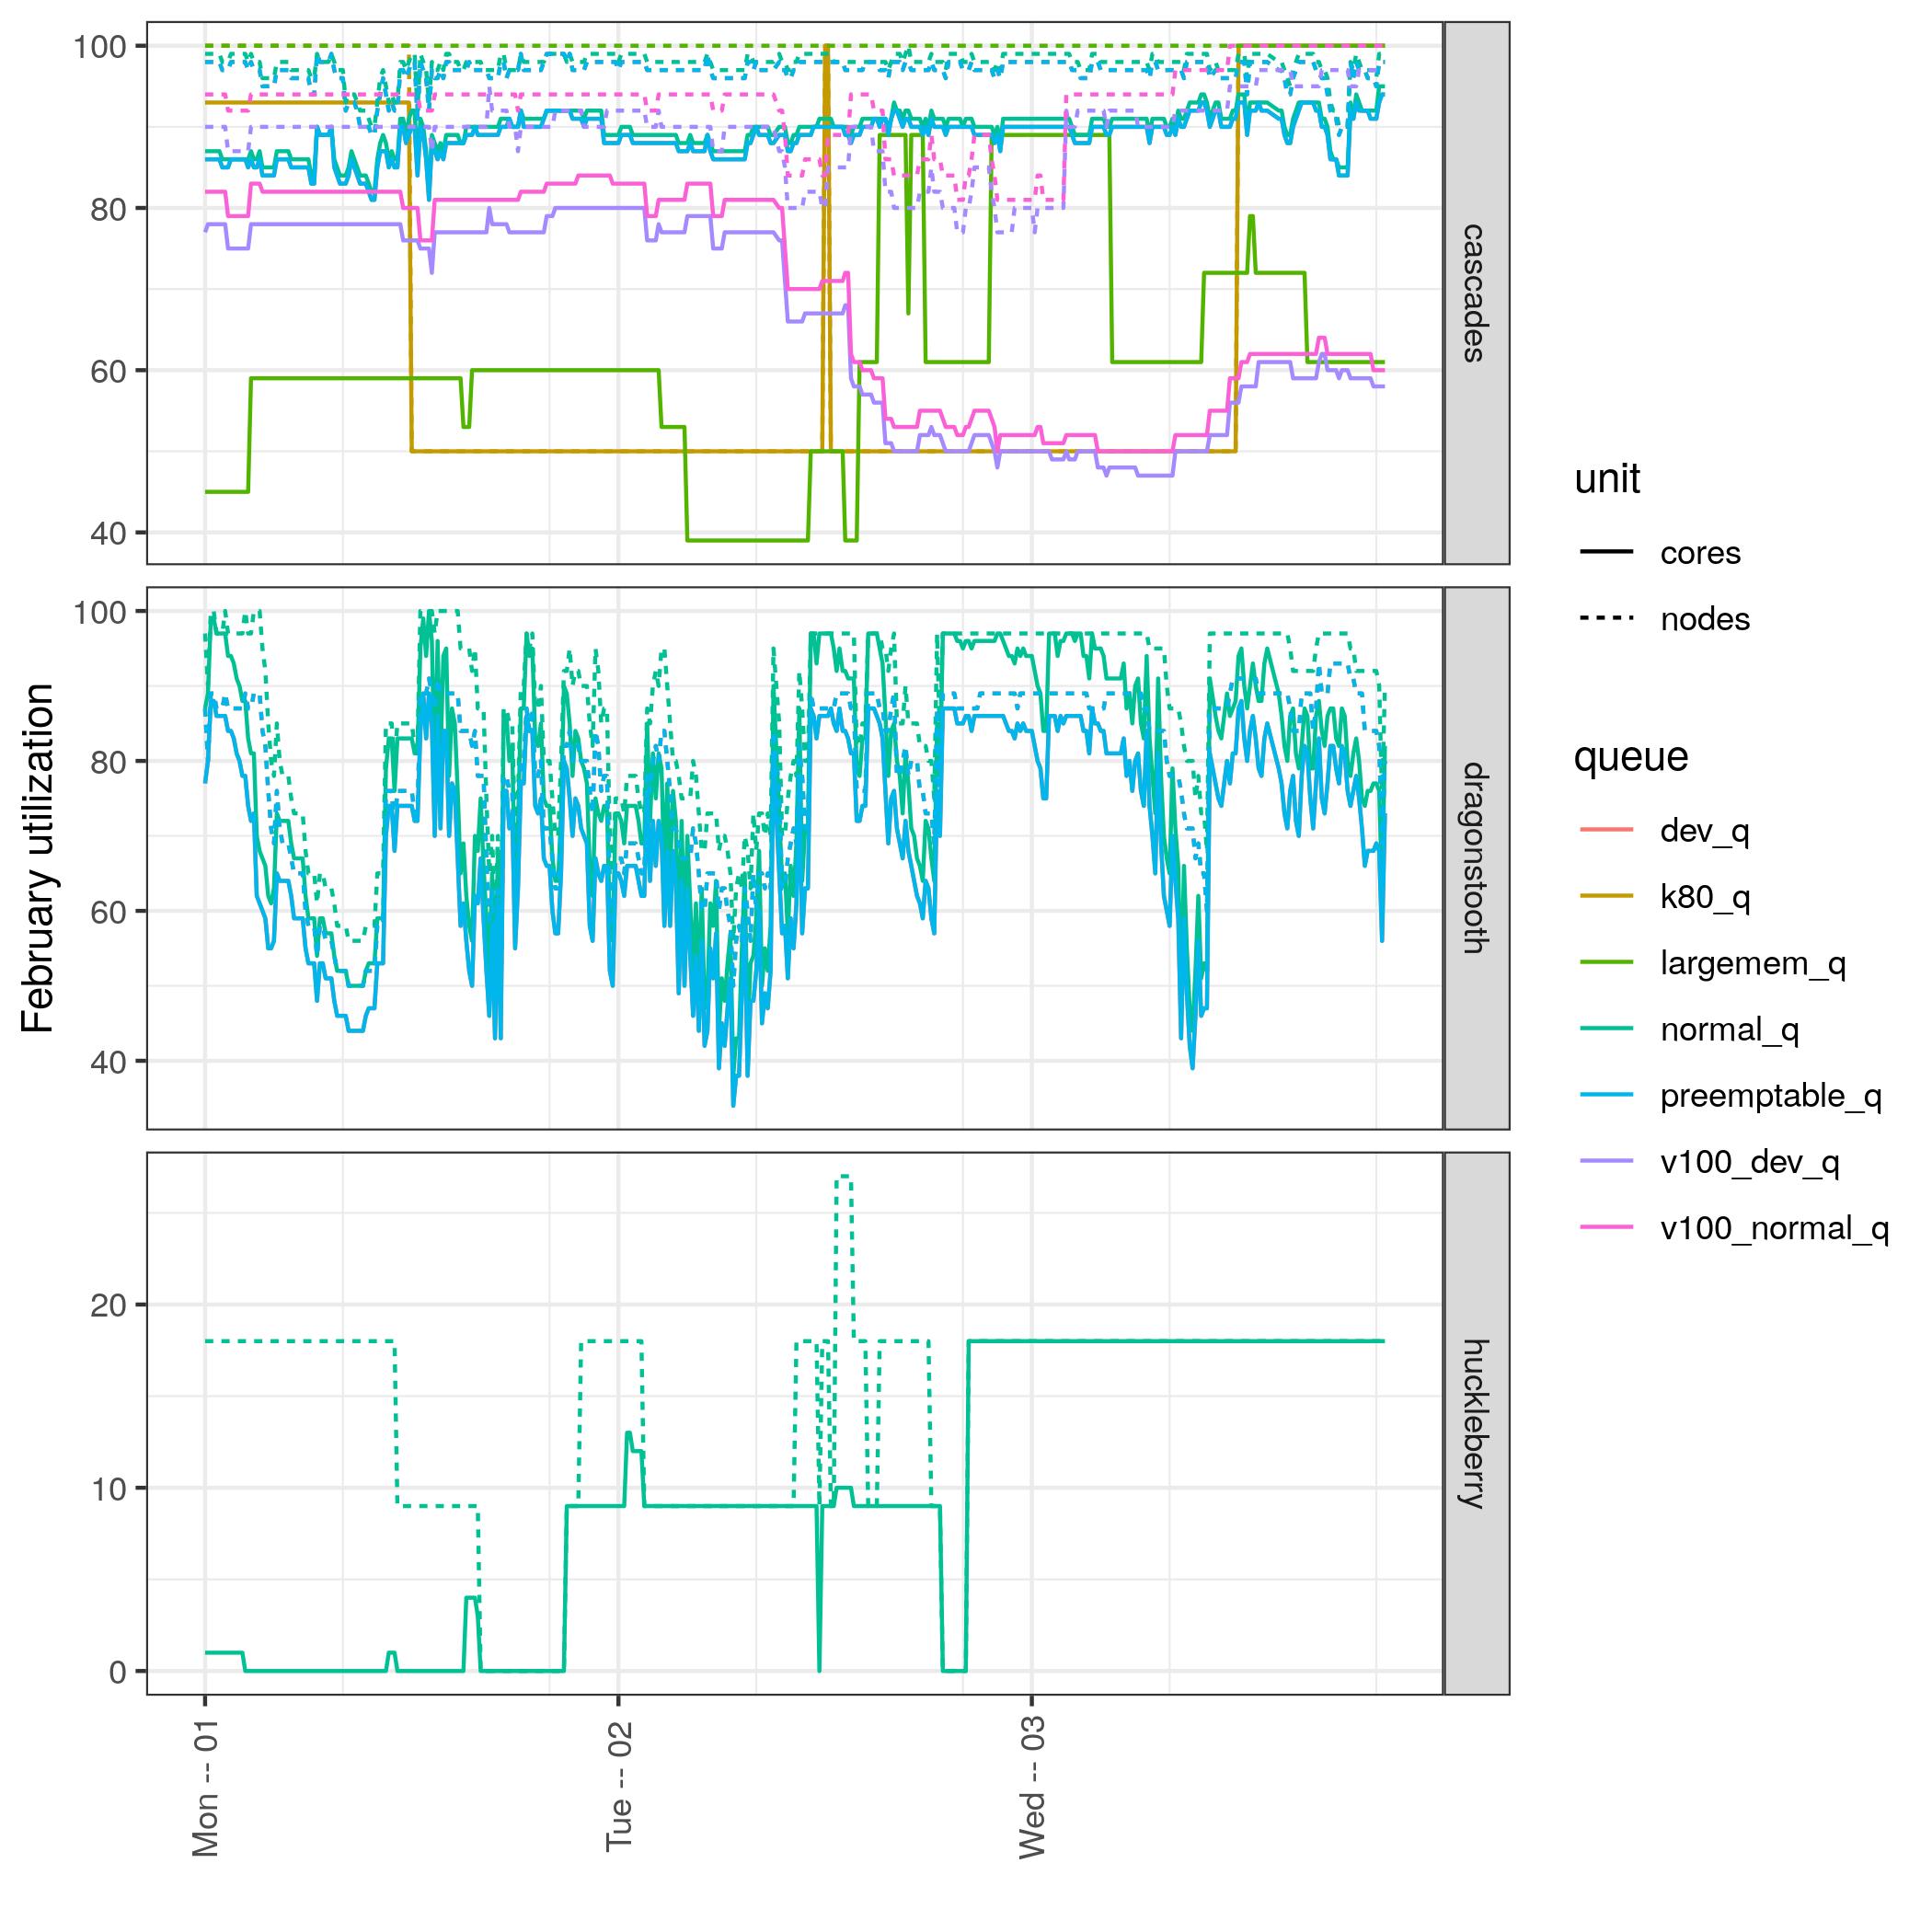 February utilization
100
80
60
40
cascades
100
80
60
40
dragonstooth
20
10
0
huckleberry
Mon -- 01
Tue -- 02
Wed -- 03
unit
cores
nodes
queue
dev_q
k80_q
largemem_q
normal_q
preemptable_q
v100_dev_q
v100_normal_q